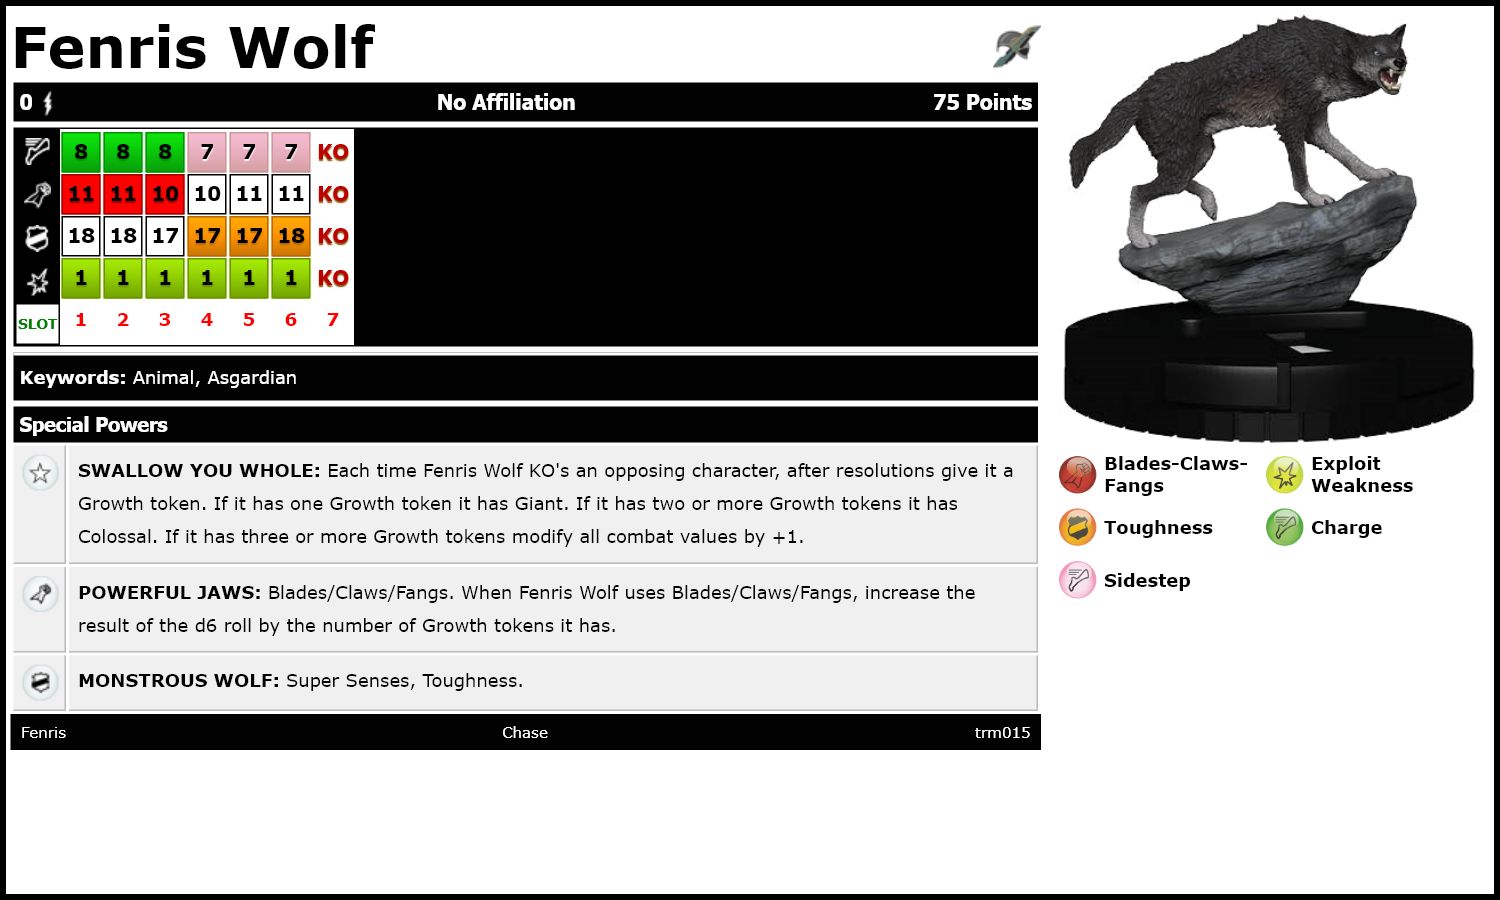 Fenris Wolf
0 No Affiliation 75 Points
8 8 8 7 7 7 KO
11 11 10 10 11 11 KO
18 18 17 17 17 18 KO
1 1 1 1 1 1 KO
SLOT 1 2 3 4 5 6 7
Keywords: Animal, Asgardian
Special Powers
SWALLOW YOU WHOLE: Each time Fenris Wolf KO's an opposing character, after resolutions give it a
Growth token. If it has one Growth token it has Giant. If it has two or more Growth tokens it has
Colossal. If it has three or more Growth tokens modify all combat values by +1.
POWERFUL JAWS: Blades/Claws/Fangs. When Fenris Wolf uses Blades/Claws/Fangs, increase the
result of the d6 roll by the number of Growth tokens it has.
MONSTROUS WOLF: Super Senses, Toughness.
Fenris Chase trm015
Blades-Claws-
Fangs
Exploit
Weakness
Toughness
Charge
Sidestep